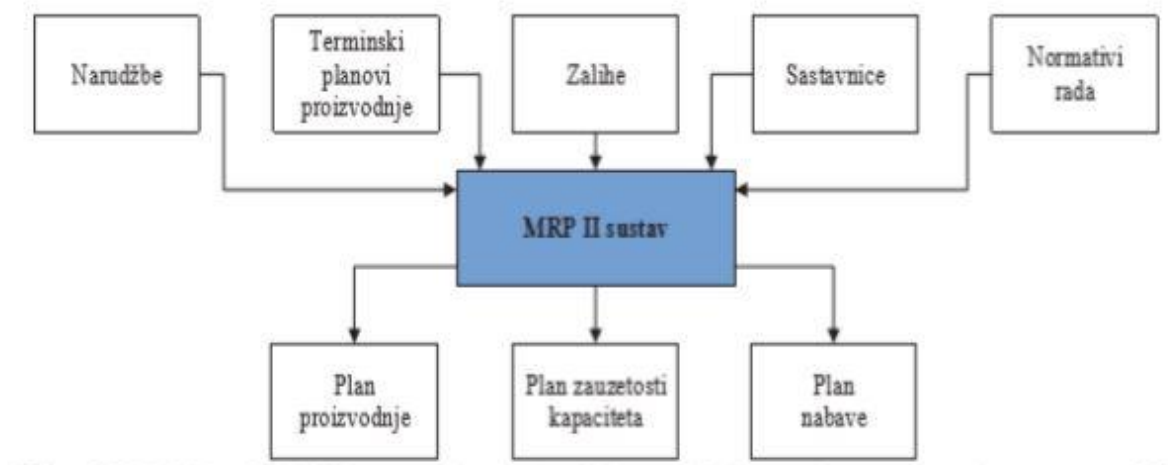 Narudžbe
Terminski
planovi
proizvodnje
Zalihe
Sastavnice
Normativi
rada
MRP II sustav
Plan
proizvodnje
Plan zauzetosti
kapaciteta
Plan
nabave